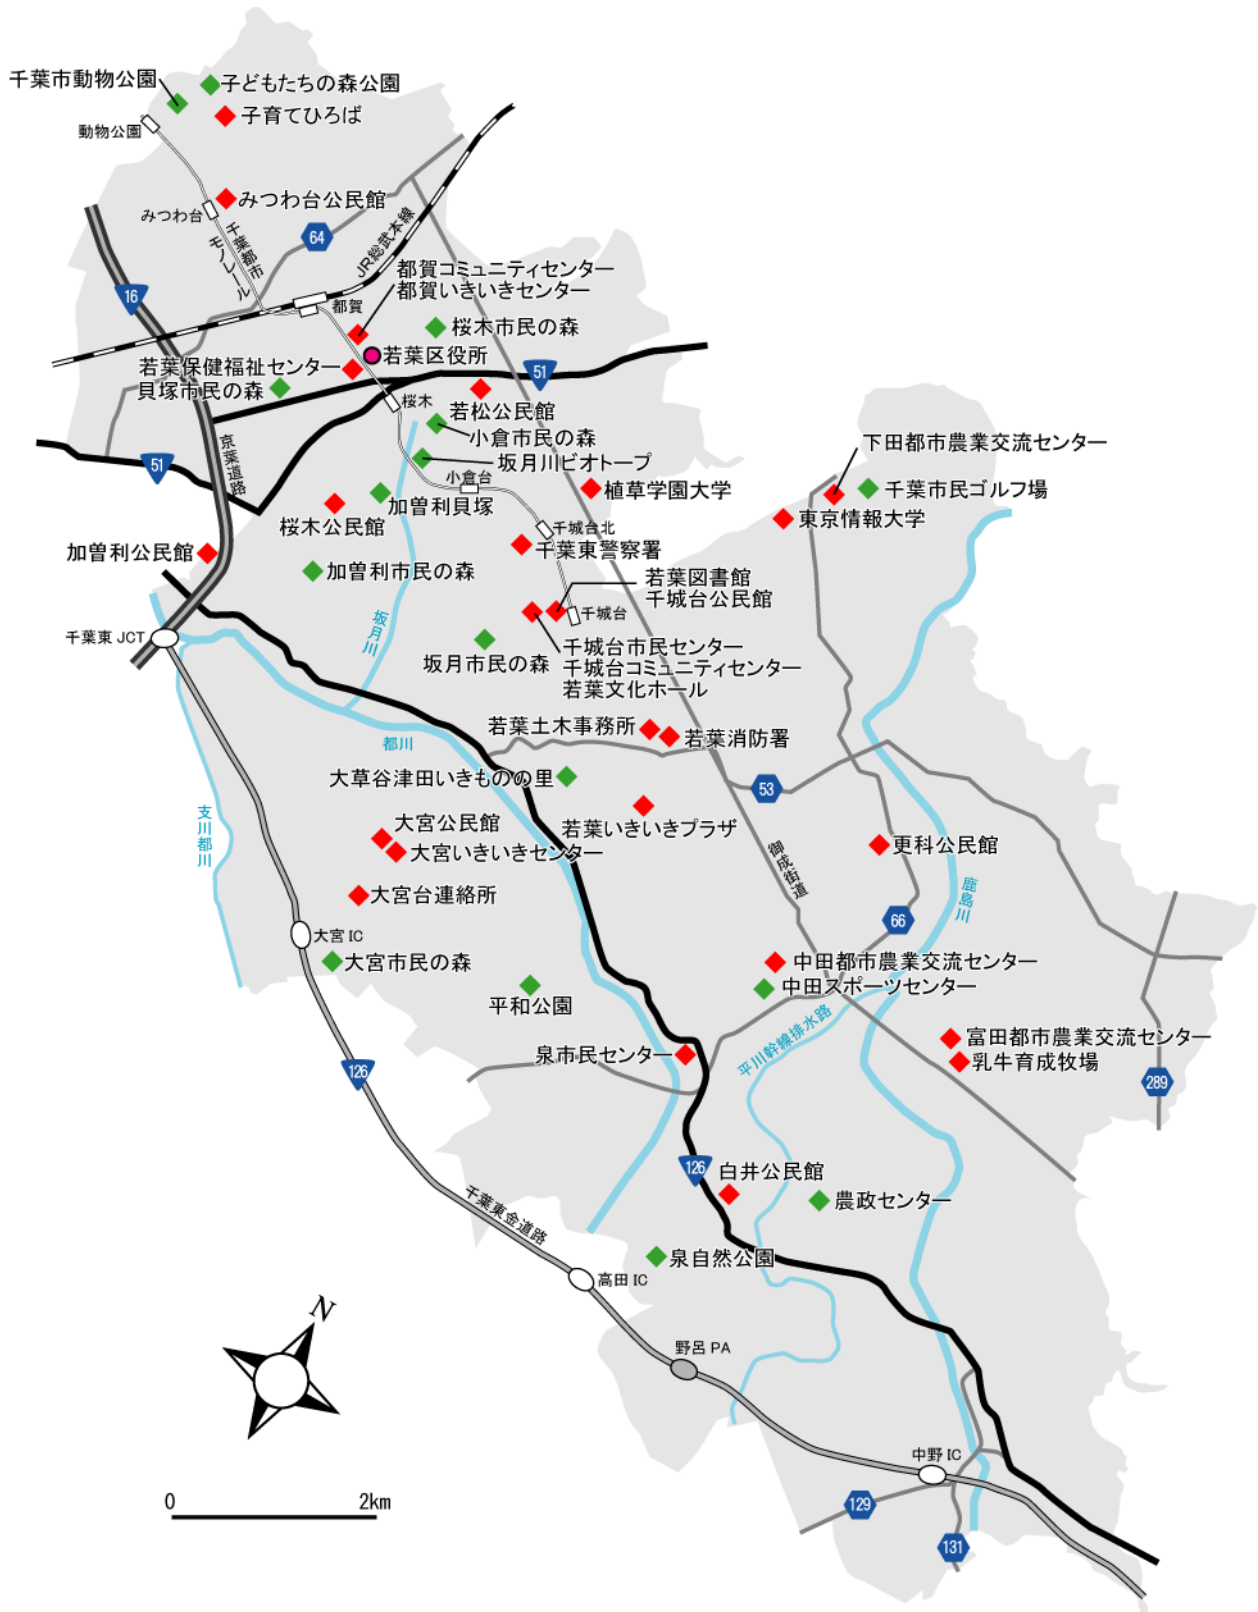 千葉市動物公園
子どもたちの森公園
子育てひろば
動物公園
みつわ台公民館
みつわ台
千葉都市
モノレール
64
JR総武本線
16
都賀コミュニティセンター
都賀いきいきセンター
都賀
桜木市民の森
若葉区役所
若葉保健福祉センター
貝塚市民の森
51
桜木
若松公民館
小倉市民の森
坂月川ビオトープ
京葉道路
51
小倉台
植草学園大学
下田都市農業交流センター
千葉市民ゴルフ場
東京情報大学
加曽利貝塚
桜木公民館
千城台北
千葉東警察署
加曽利公民館
加曽利市民の森
若葉図書館
千城台公民館
千城台
坂月川
千葉東 JCT
坂月市民の森
千城台市民センター
千城台コミュニティセンター
若葉文化ホール
若葉土木事務所
若葉消防署
都川
大草谷津田いきものの里
53
支川都川
大宮公民館
大宮いきいきセンター
若葉いきいきプラザ
御成街道
更科公民館
大宮台連絡所
鹿島川
66
大宮 IC
大宮市民の森
中田都市農業交流センター
中田スポーツセンター
平和公園
平川幹線排水路
泉市民センター
富田都市農業交流センター
乳牛育成牧場
126
289
126
白井公民館
農政センター
千葉東金道路
泉自然公園
高田 IC
N
野呂 PA
中野 IC
0
2km
129
131